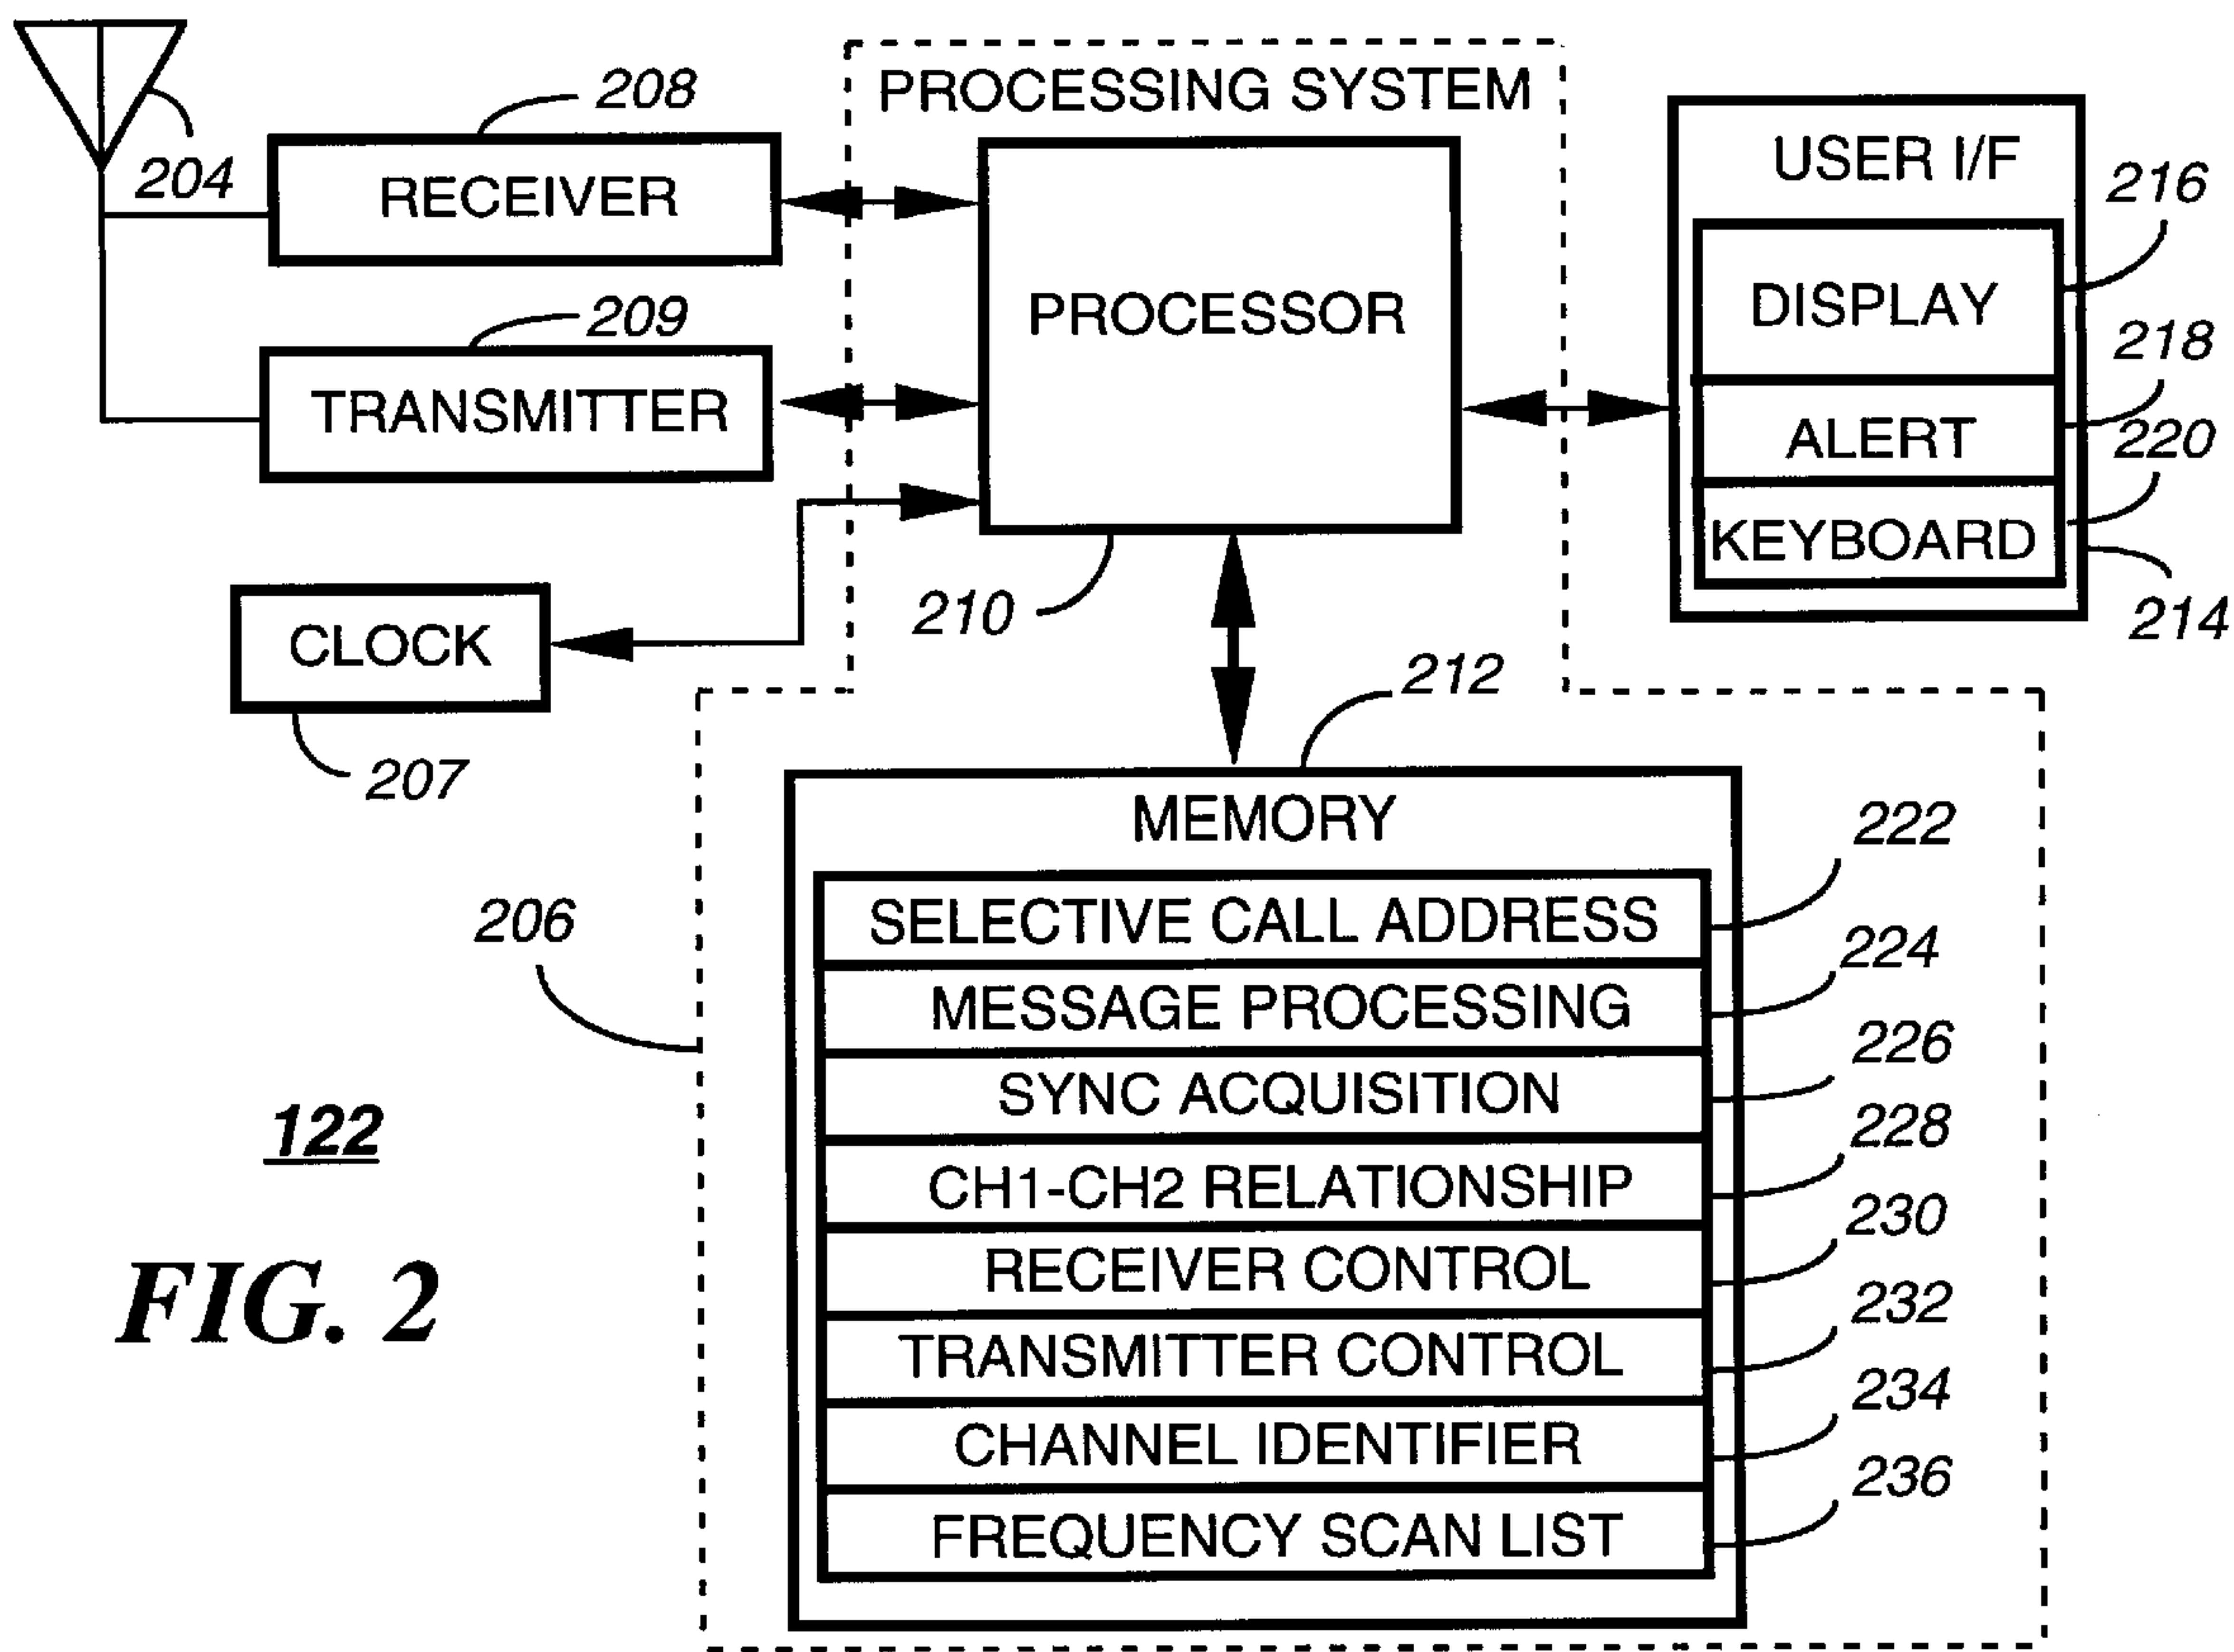 208
PROCESSING SYSTEM
204
RECEIVER
PROCESSOR
209
TRANSMITTER
USER I/F
216
DISPLAY
218
ALERT
220
KEYBOARD
214
CLOCK
207
210
212
MEMORY
206
SELECTIVE CALL ADDRESS
222
MESSAGE PROCESSING
224
SYNC ACQUISITION
226
CH1-CH2 RELATIONSHIP
228
RECEIVER CONTROL
230
TRANSMITTER CONTROL
232
CHANNEL IDENTIFIER
234
FREQUENCY SCAN LIST
236
122
FIG. 2